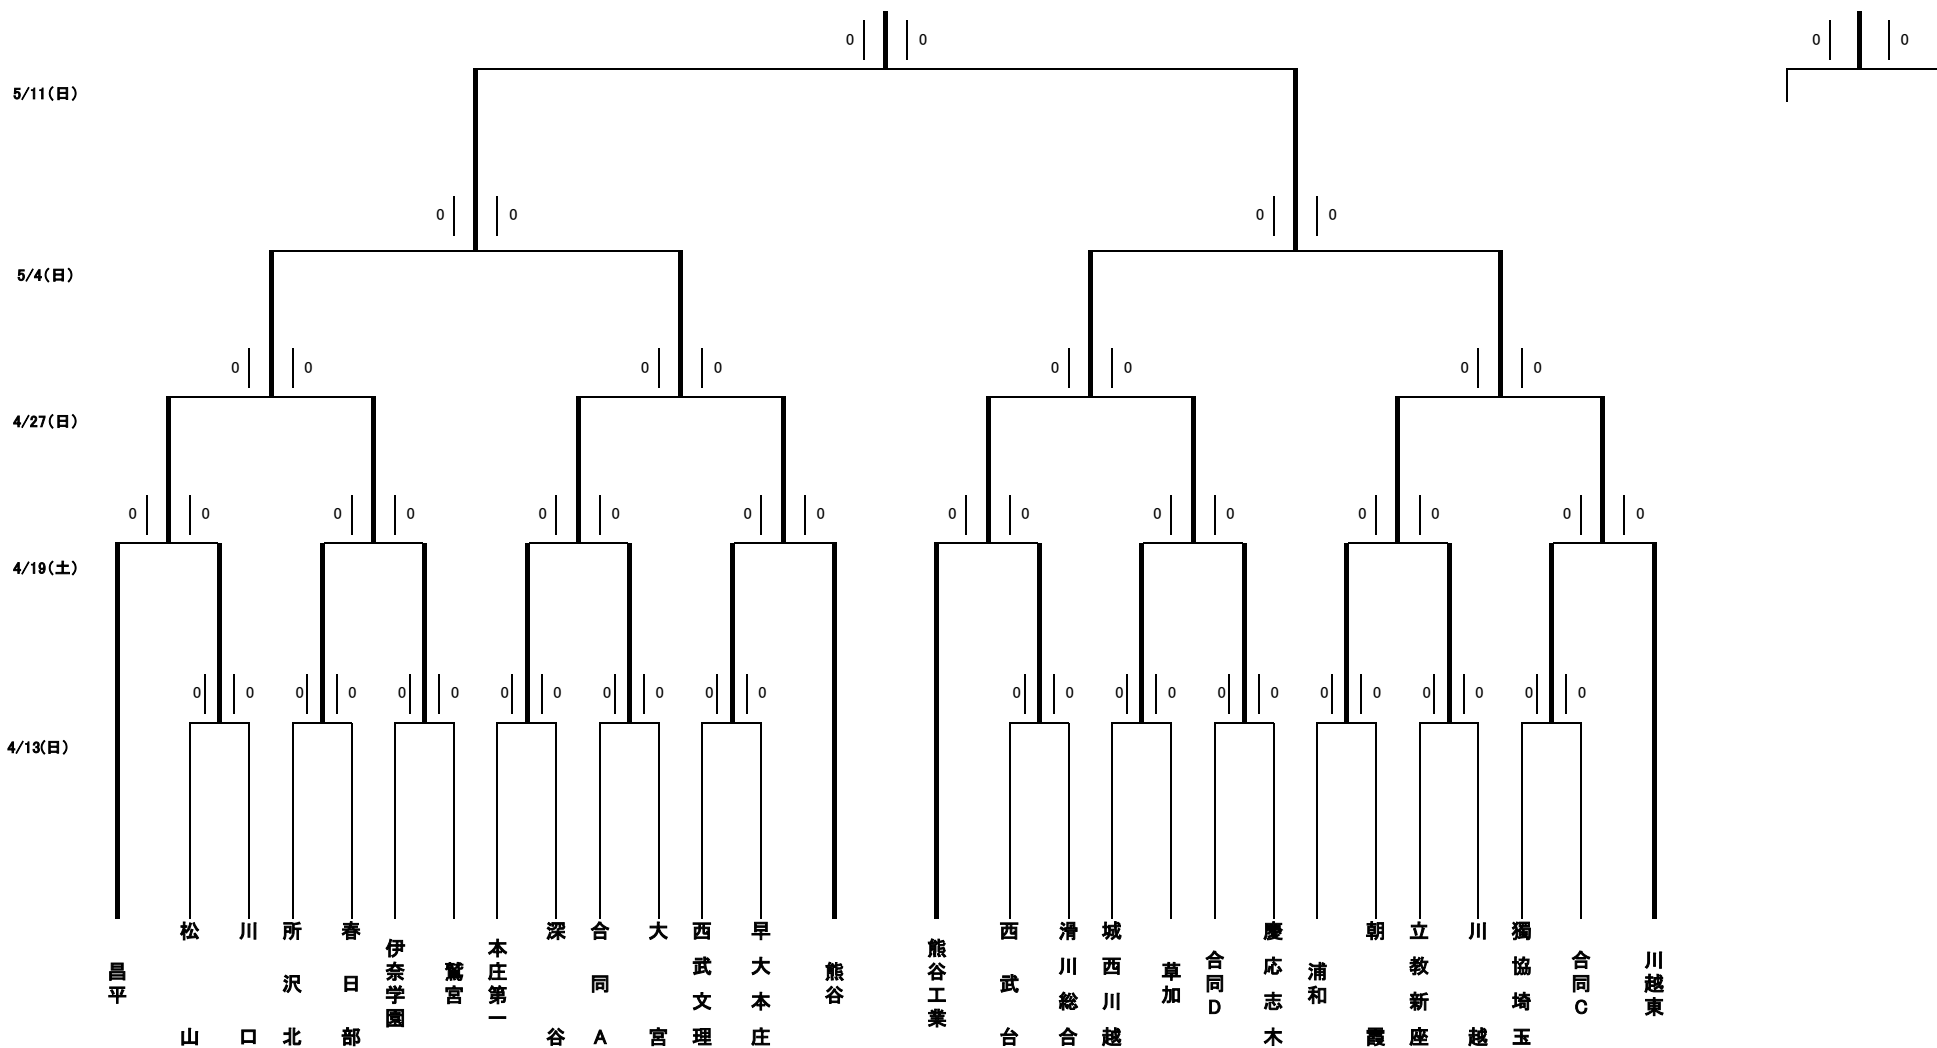 0 0 0 0
5/11(日)
0 0 0 0
5/4(日)
0 0 0 0 0 0 0 0
4/27(日)
0 0 0 0 0 0 0 0 0 0 0 0 0 0 0 0
4/19(土)
0 0 0 0 0 0 0 0 0 0 0 0 0 0 0 0 0 0 0 0 0 0 0 0
4/13(日)
昌平
松山
川口
所沢北
春日部
伊奈学園
鷲宮
本庄第一
深谷
合同A
大宮
西武文理
早大本庄
熊谷
熊谷工業
西武台
滑川総合
城西川越
草加
合同D
慶応志木
浦和
朝霞
立教新座
川越
獨協埼玉
合同C
川越東